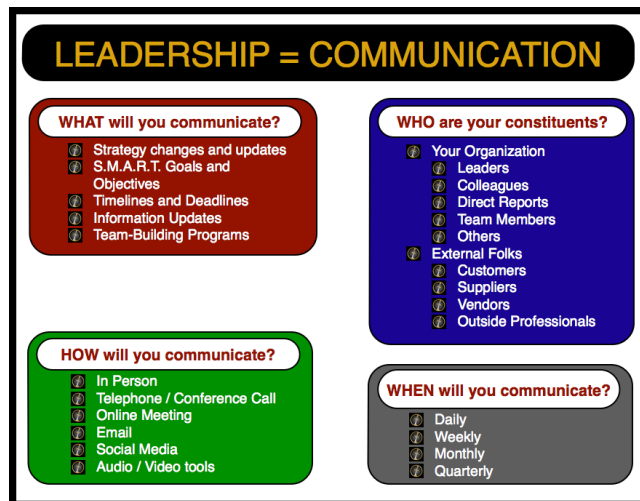 LEADERSHIP = COMMUNICATION
WHAT will you communicate?
Strategy changes and updates
S.M.A.R.T. Goals and
Objectives
Timelines and Deadlines
Information Updates
Team-Building Programs
WHO are your constituents?
Your Organization
Leaders
Colleagues
Direct Reports
Team Members
Others
External Folks
Customers
Suppliers
Vendors
Outside Professionals
HOW will you communicate?
In Person
Telephone / Conference Call
Online Meeting
Email
Social Media
Audio / Video tools
WHEN will you communicate?
Daily
Weekly
Monthly
Quarterly